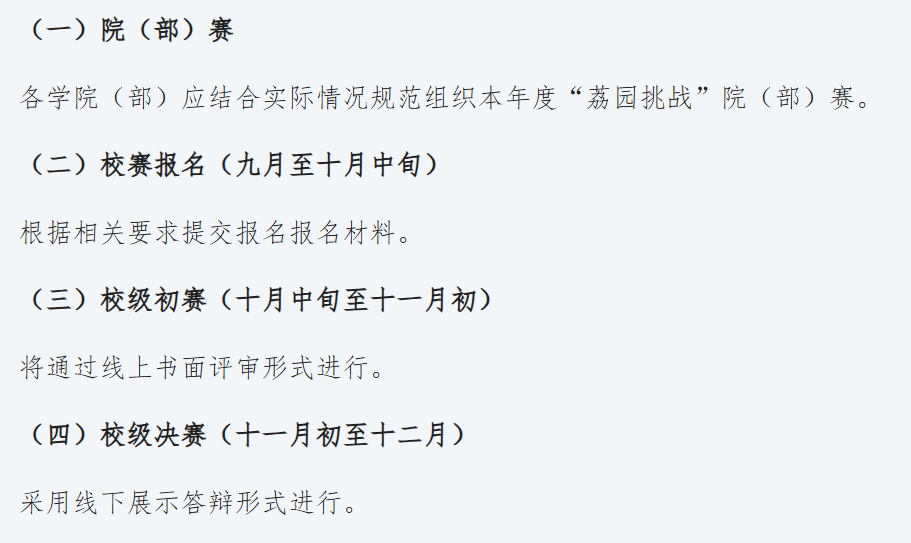 （一）院（部）赛
各学院（部）应结合实际情况规范组织本年度“荔园挑战”院（部）赛。
（二）校赛报名（九月至十月中旬）
根据相关要求提交报名报名材料。
（三）校级初赛（十月中旬至十一月初）
将通过线上书面评审形式进行。
（四）校级决赛（十一月初至十二月）
采用线下展示答辩形式进行。